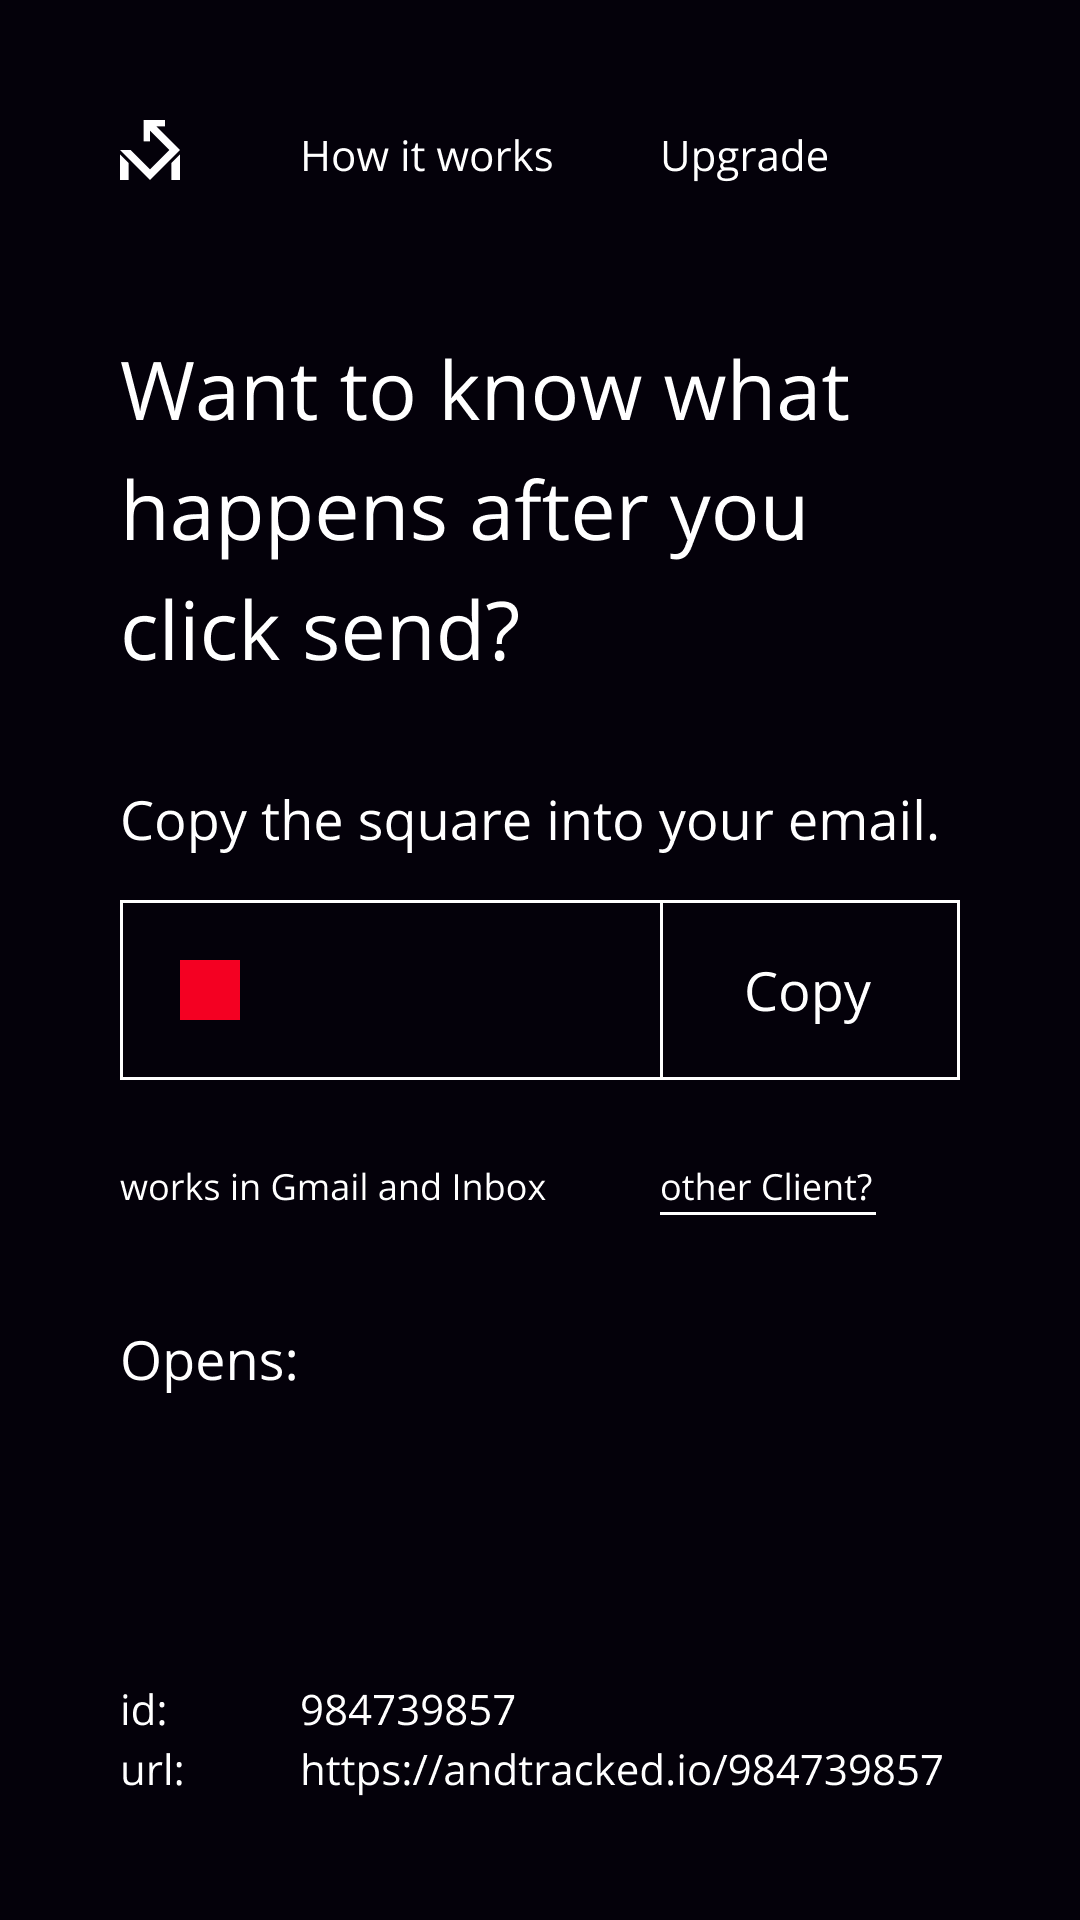 How it works Upgrade
Want to know what
happens after you
click send?
Copy the square into your email.
Copy
works in Gmail and Inbox other Client?
Opens:
id: 984739857
url: https://andtracked.io/984739857